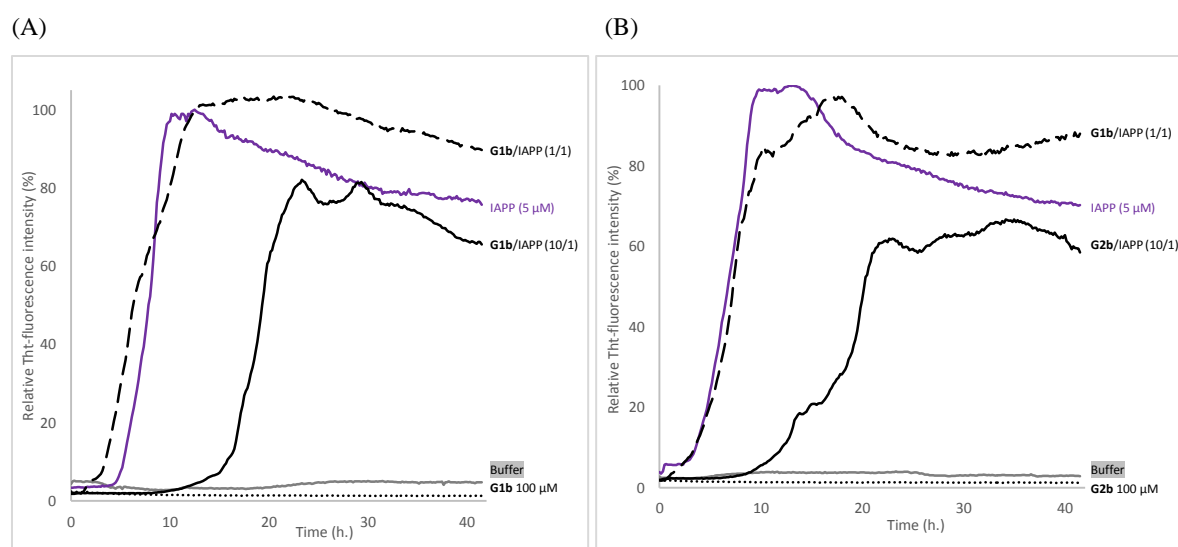 (A)
(B)
Relative Tht-fluorescence intensity (%)
100
80
60
40
20
0
0
10
20
30
40
Time (h.)
G1b/IAPP (1/1)
IAPP (5 µM)
G1b/IAPP (10/1)
Buffer
G1b 100 µM
Relative Tht-fluorescence intensity (%)
100
80
60
40
20
0
0
10
20
30
40
Time (h.)
G1b/IAPP (1/1)
IAPP (5 µM)
G2b/IAPP (10/1)
Buffer
G2b 100 µM